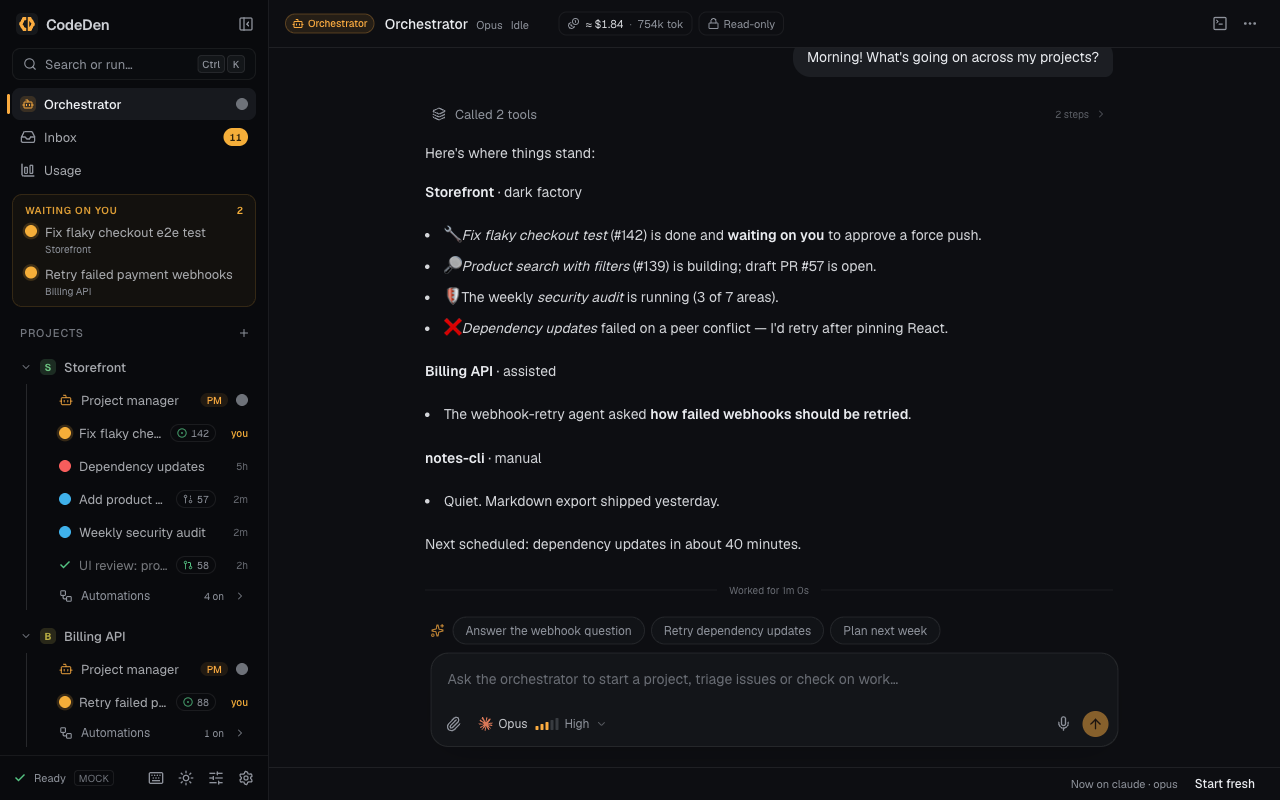 CodeDen
Search or run… Ctrl K
Orchestrator
Inbox 11
Usage
WAITING ON YOU 2
Fix flaky checkout e2e test
Storefront
Retry failed payment webhooks
Billing API
PROJECTS
S Storefront
Project manager PM
Fix flaky che… 142 you
Dependency updates 5h
Add product … 57 2m
Weekly security audit 2m
UI review: pro… 58 2h
Automations 4 on
B Billing API
Project manager PM
Retry failed p… 88 you
Automations 1 on
Ready MOCK
Orchestrator Orchestrator Opus Idle ≈ $1.84 · 754k tok Read-only
Morning! What's going on across my projects?
Called 2 tools 2 steps
Here's where things stand:
Storefront · dark factory
• Fix flaky checkout test (#142) is done and waiting on you to approve a force push.
• Product search with filters (#139) is building; draft PR #57 is open.
• The weekly security audit is running (3 of 7 areas).
• Dependency updates failed on a peer conflict — I'd retry after pinning React.
Billing API · assisted
• The webhook-retry agent asked how failed webhooks should be retried.
notes-cli · manual
• Quiet. Markdown export shipped yesterday.
Next scheduled: dependency updates in about 40 minutes.
Worked for 1m 0s
Answer the webhook question Retry dependency updates Plan next week
Ask the orchestrator to start a project, triage issues or check on work…
Opus High
Now on claude · opus Start fresh